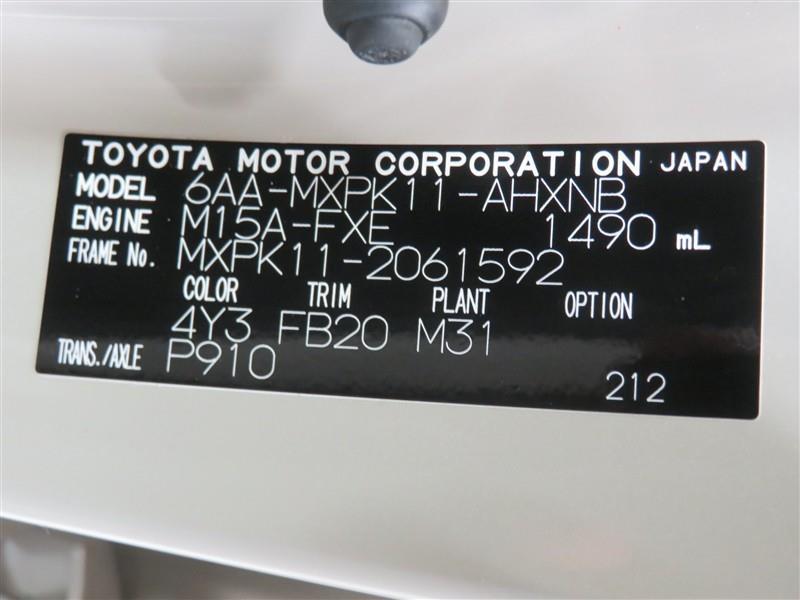 TOYOTA MOTOR CORPORATION JAPAN
MODEL 6AA-MXPK11-AHXNB
ENGINE M15A-FXE 1490 mL
FRAME No. MXPK11-2061592
COLOR TRIM PLANT OPTION
4Y3 FB20 M31
TRANS./AXLE P910
212